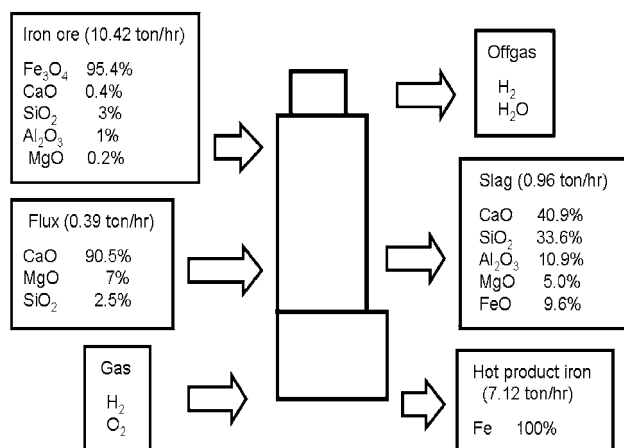 Iron ore (10.42 ton/hr)
Fe₃O₄ 95.4%
CaO 0.4%
SiO₂ 3%
Al₂O₃ 1%
MgO 0.2%
Flux (0.39 ton/hr)
CaO 90.5%
MgO 7%
SiO₂ 2.5%
Gas
H₂
O₂
Offgas
H₂
H₂O
Slag (0.96 ton/hr)
CaO 40.9%
SiO₂ 33.6%
Al₂O₃ 10.9%
MgO 5.0%
FeO 9.6%
Hot product iron
(7.12 ton/hr)
Fe 100%